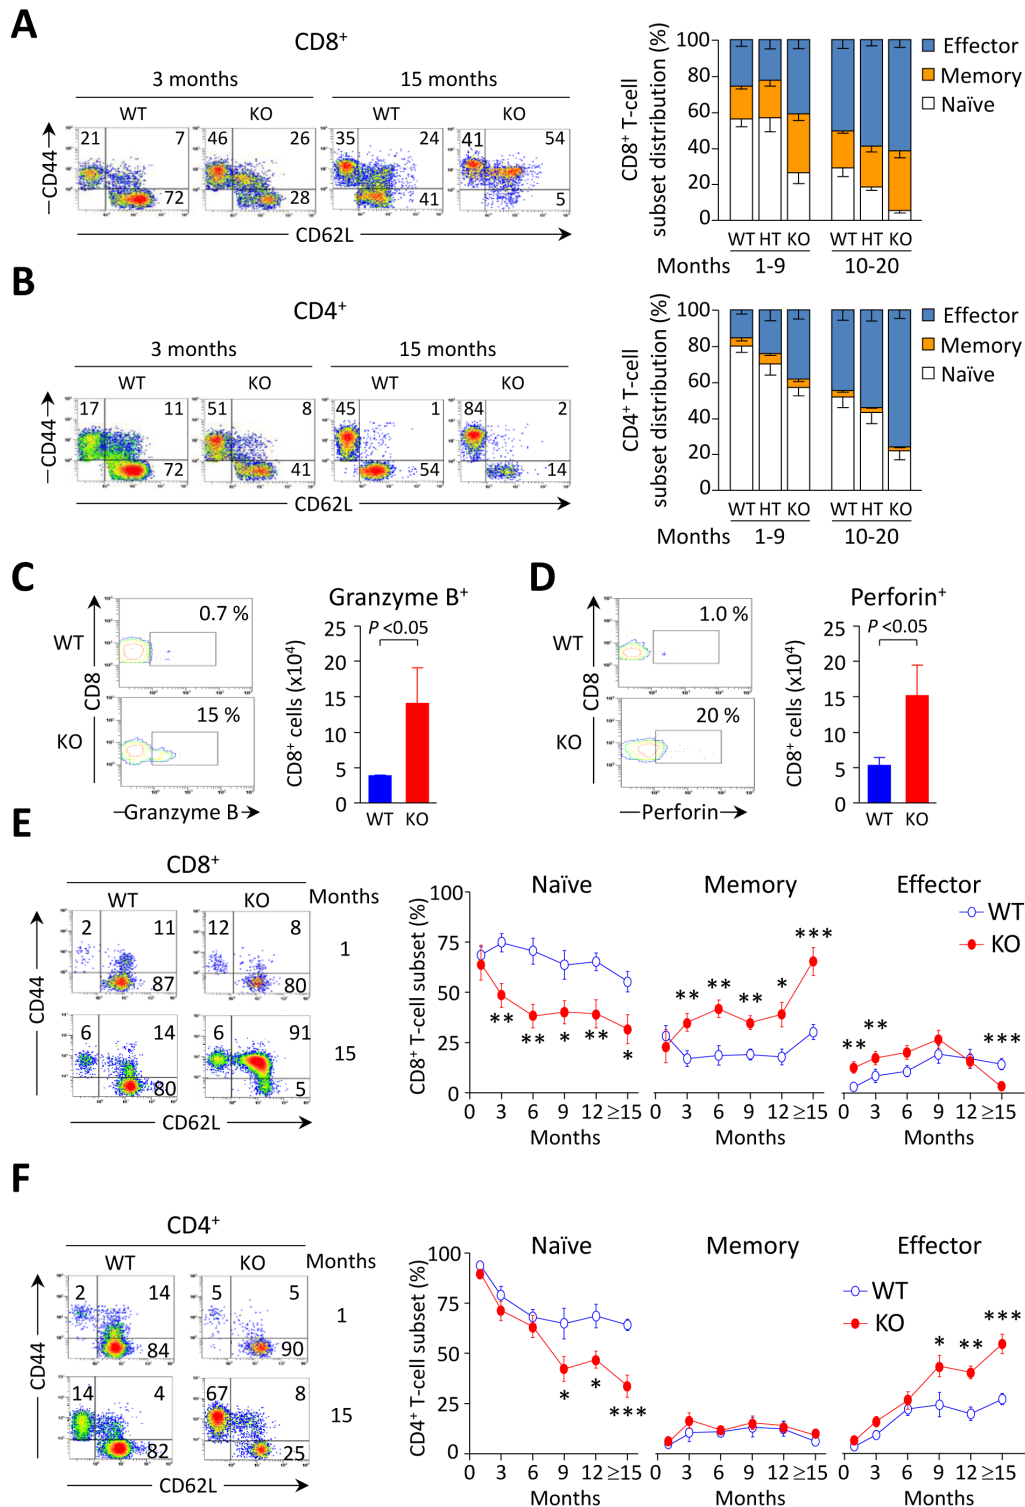 A
CD8+
3 months 15 months
WT KO WT KO
21 7 46 26 35 24 41 54
72 28 41 5
CD44
CD62L
CD8+ T-cell
subset distribution (%)
100
80
60
40
20
0
WT HT KO WT HT KO
Months 1-9 10-20
Effector
Memory
Naïve
B
CD4+
3 months 15 months
WT KO WT KO
17 11 51 8 45 1 84 2
72 41 54 14
CD44
CD62L
CD4+ T-cell
subset distribution (%)
100
80
60
40
20
0
WT HT KO WT HT KO
Months 1-9 10-20
Effector
Memory
Naïve
C
WT
0.7 %
KO
15 %
CD8
Granzyme B
Granzyme B+
P <0.05
CD8+ cells (x10⁴)
25
20
15
10
5
0
WT KO
D
WT
1.0 %
KO
20 %
CD8
Perforin
Perforin+
P <0.05
CD8+ cells (x10⁴)
25
20
15
10
5
0
WT KO
E
CD8+
WT KO Months
2 11 12 8
87 80
1
6 14 6 91
80 5
15
CD44
CD62L
CD8+ T-cell subset (%)
100
75
50
25
0
Naïve Memory Effector
WT
KO
** ** * ** *
** ** ** * ***
** ** ***
0 3 6 9 12 ≥15 0 3 6 9 12 ≥15 0 3 6 9 12 ≥15
Months Months Months
F
CD4+
WT KO Months
2 14 5 5
84 90
1
14 4 67 8
82 25
15
CD44
CD62L
CD4+ T-cell subset (%)
100
75
50
25
0
Naïve Memory Effector
WT
KO
* * ***
* ** ***
0 3 6 9 12 ≥15 0 3 6 9 12 ≥15 0 3 6 9 12 ≥15
Months Months Months